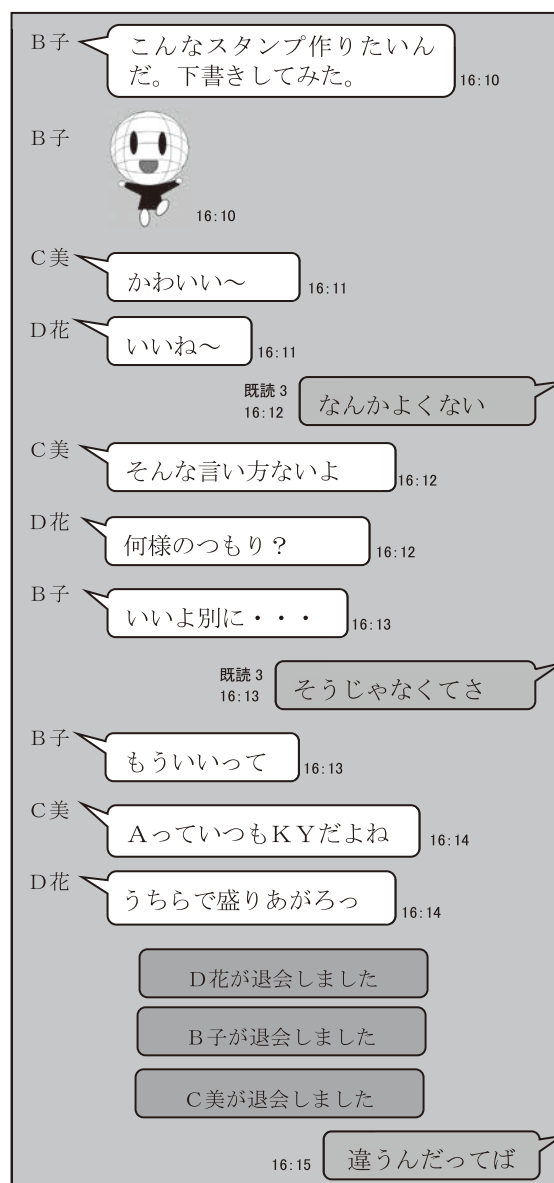 B子
こんなスタンプ作りたいん
だ。下書きしてみた。
16:10
B子
16:10
C美
かわいい～
16:11
D花
いいね～
16:11
既読 3
16:12
なんかよくない
C美
そんな言い方ないよ
16:12
D花
何様のつもり？
16:12
B子
いいよ別に・・・
16:13
既読 3
16:13
そうじゃなくてさ
B子
もういいって
16:13
C美
AっていつもKYだよね
16:14
D花
うちらで盛りあがろっ
16:14
D花が退会しました
B子が退会しました
C美が退会しました
16:15
違うんだってば